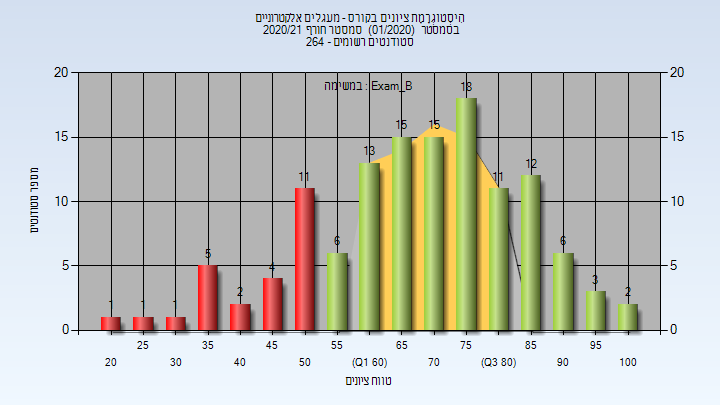 הִיסְטוֹגְרָמַת ציונים בקורס - מעגלים אלקטרוניים
בסמסטר (01/2020) סמסטר חורף 2020/21
סטודנטים רשומים - 264
במשימה : Exam_B
מספר סטודנטים
20 20
15 15
10 10
5 5
0 0
1 1 1 5 2 4 11 6 13 15 15 18 11 12 6 3 2
25 35 45 55 65 75 85 95
20 30 40 50 (Q1 60) 70 (Q3 80) 90 100
טווח ציונים